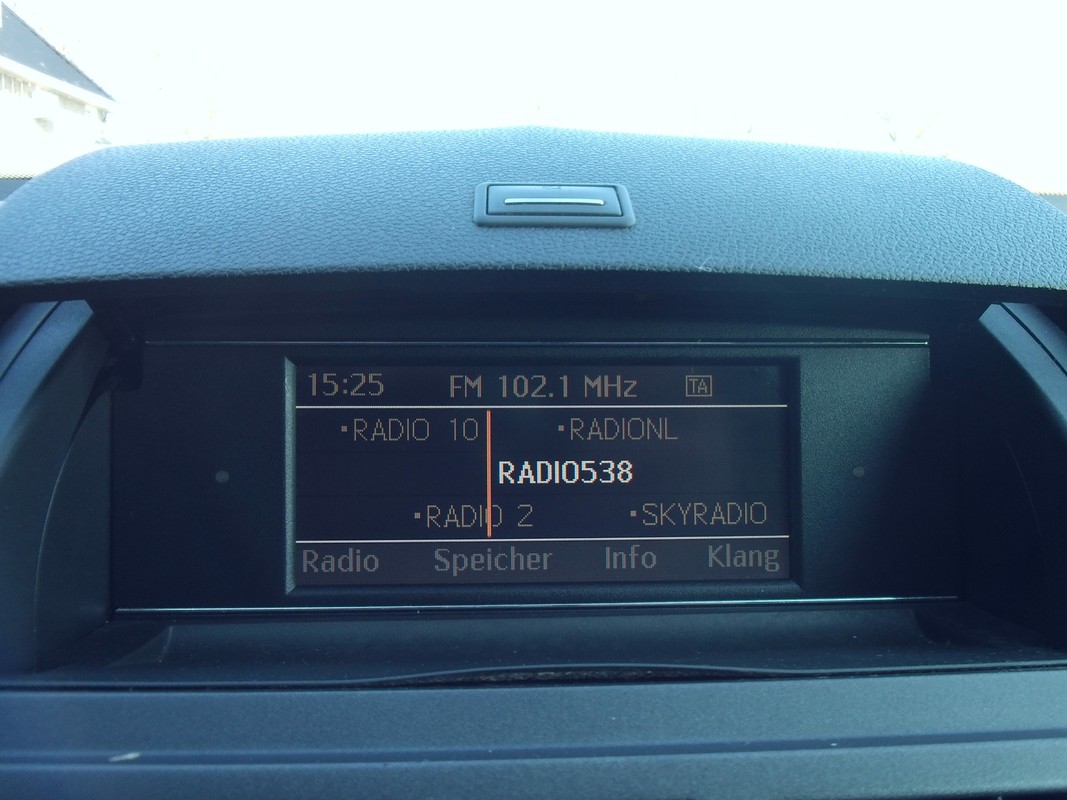 15:25 FM 102.1 MHz TA
▪RADIO 10 ▪RADIONL
RADIO538
▪RADIO 2 ▪SKYRADIO
Radio Speicher Info Klang